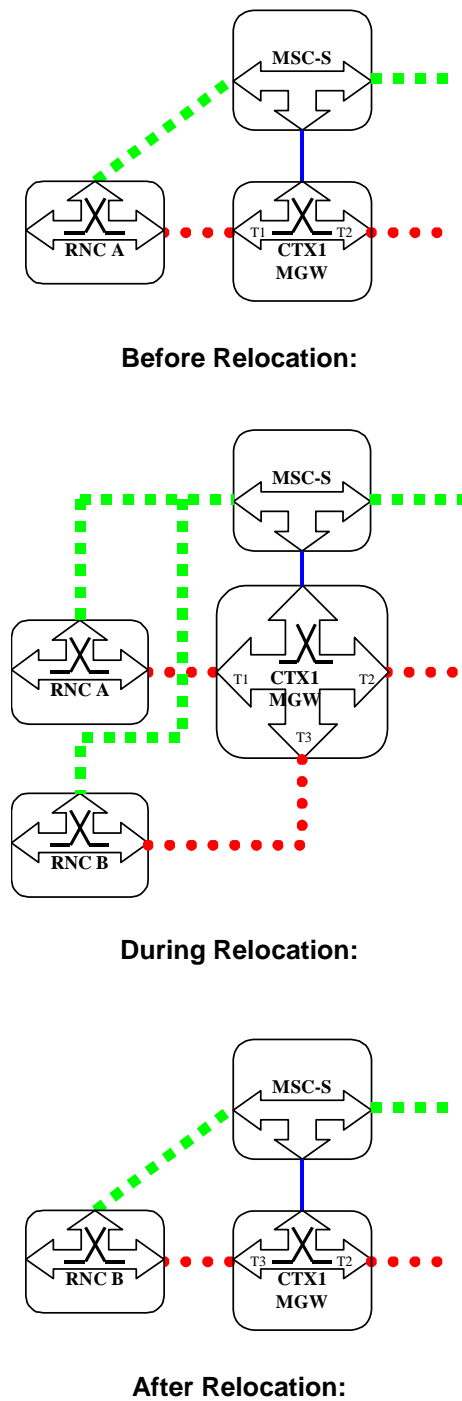 MSC-S
RNC A
T1
T2
CTX1
MGW
Before Relocation:
MSC-S
RNC A
T1
CTX1
T2
MGW
T3
RNC B
During Relocation:
MSC-S
RNC B
T3
T2
CTX1
MGW
After Relocation: